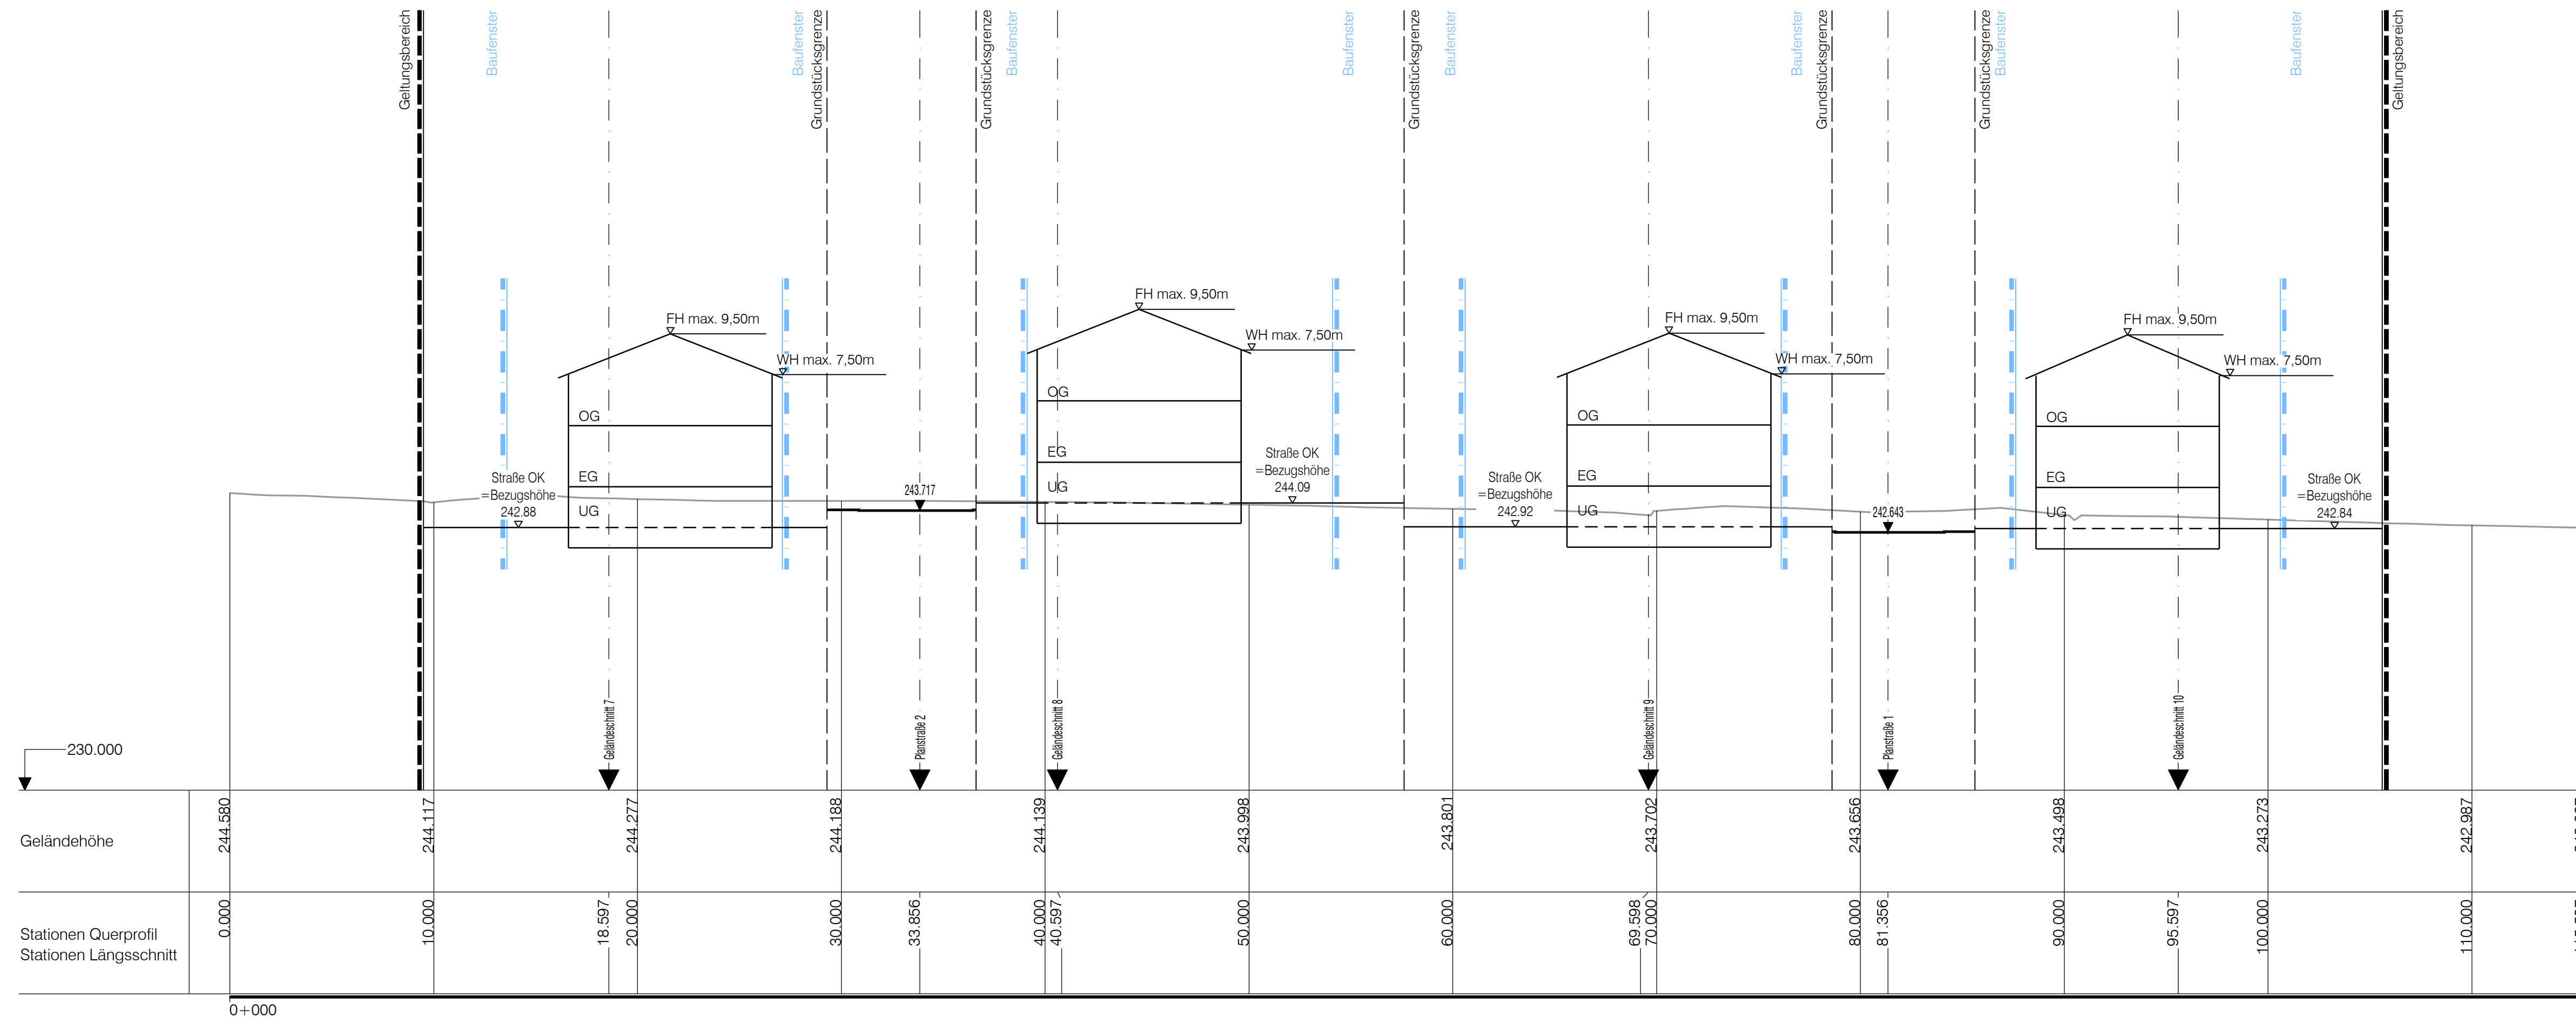 Geltungsbereich
Baufenster
Baufenster
Grundstücksgrenze
Grundstücksgrenze
Baufenster
Baufenster
Grundstücksgrenze
Baufenster
Baufenster
Grundstücksgrenze
Grundstücksgrenze
Baufenster
Baufenster
Geltungsbereich
FH max. 9,50m
WH max. 7,50m
OG
EG
UG
Straße OK
=Bezugshöhe
242.88
243.717
FH max. 9,50m
WH max. 7,50m
OG
EG
UG
Straße OK
=Bezugshöhe
244.09
Straße OK
=Bezugshöhe
242.92
FH max. 9,50m
WH max. 7,50m
OG
EG
UG
242.643
FH max. 9,50m
WH max. 7,50m
OG
EG
UG
Straße OK
=Bezugshöhe
242.84
Geländeschnitt 7
Planstraße 2
Geländeschnitt 8
Geländeschnitt 9
Planstraße 1
Geländeschnitt 10
230.000
Geländehöhe
244.580
244.117
244.277
244.188
244.139
243.998
243.801
243.702
243.656
243.498
243.273
242.987
Stationen Querprofil
Stationen Längsschnitt
0.000
10.000
18.597
20.000
30.000
33.856
40.000
40.597
50.000
60.000
69.598
70.000
80.000
81.356
90.000
95.597
100.000
110.000
0+000